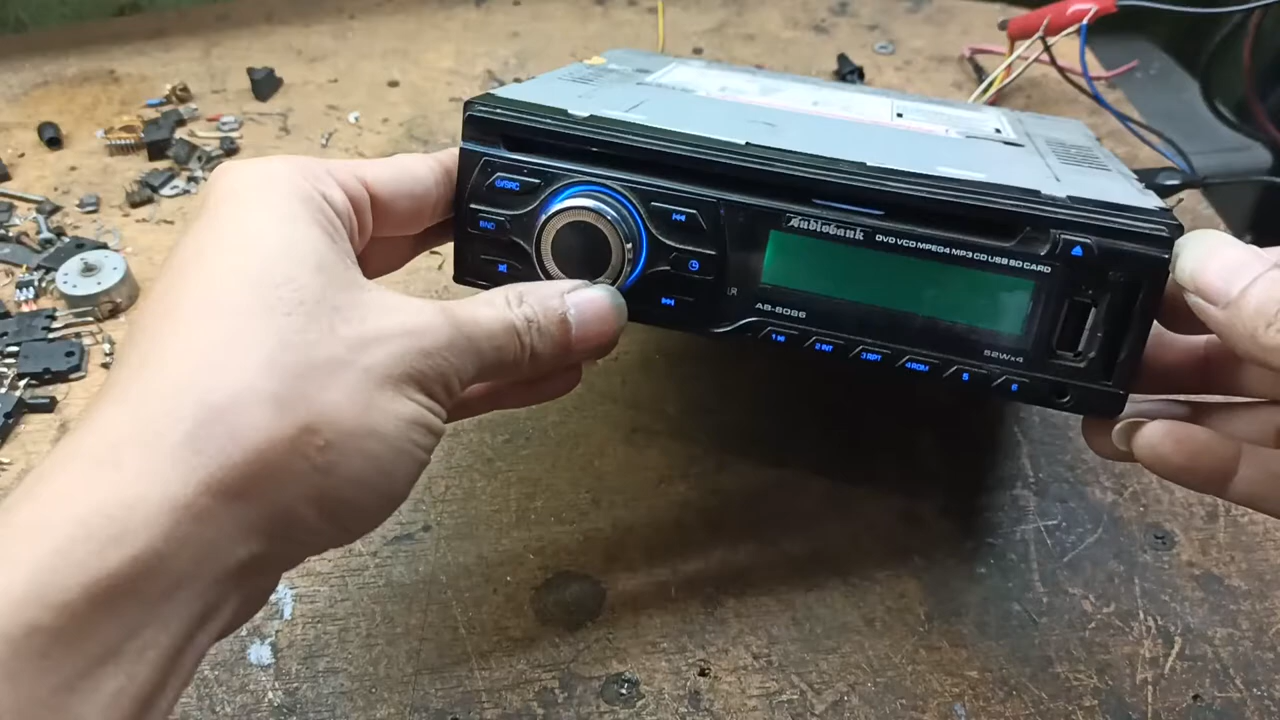 ⏻/SRC
BND
Audiobank
DVD VCD MPEG4 MP3 CD USB SD CARD
AB-8086
52Wx4
1
2 INT
3 RPT
4 RDM
5
6